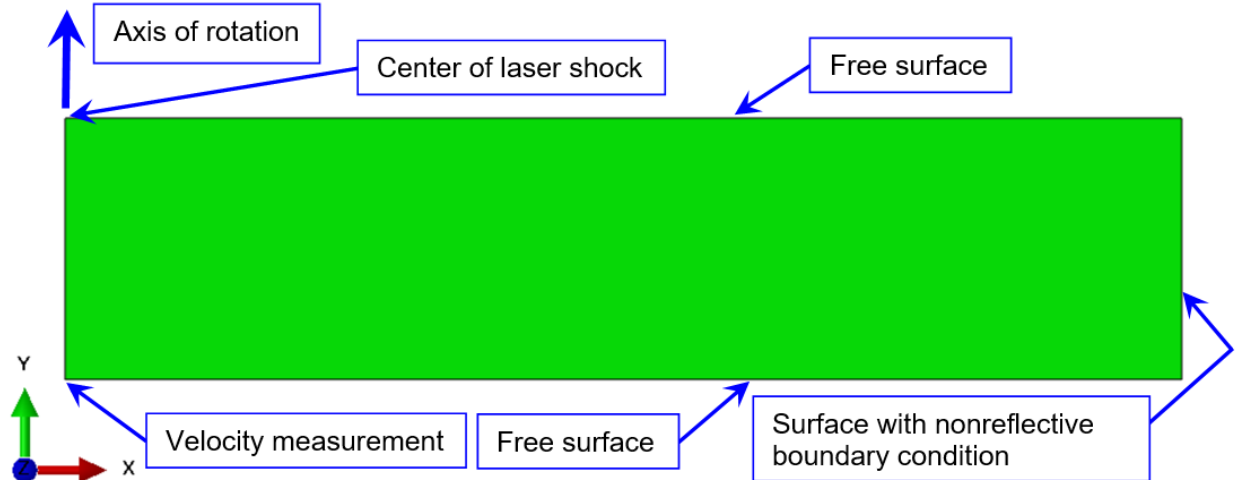 Axis of rotation
Center of laser shock
Free surface
Y
Velocity measurement
Free surface
Surface with nonreflective
boundary condition
Z
X